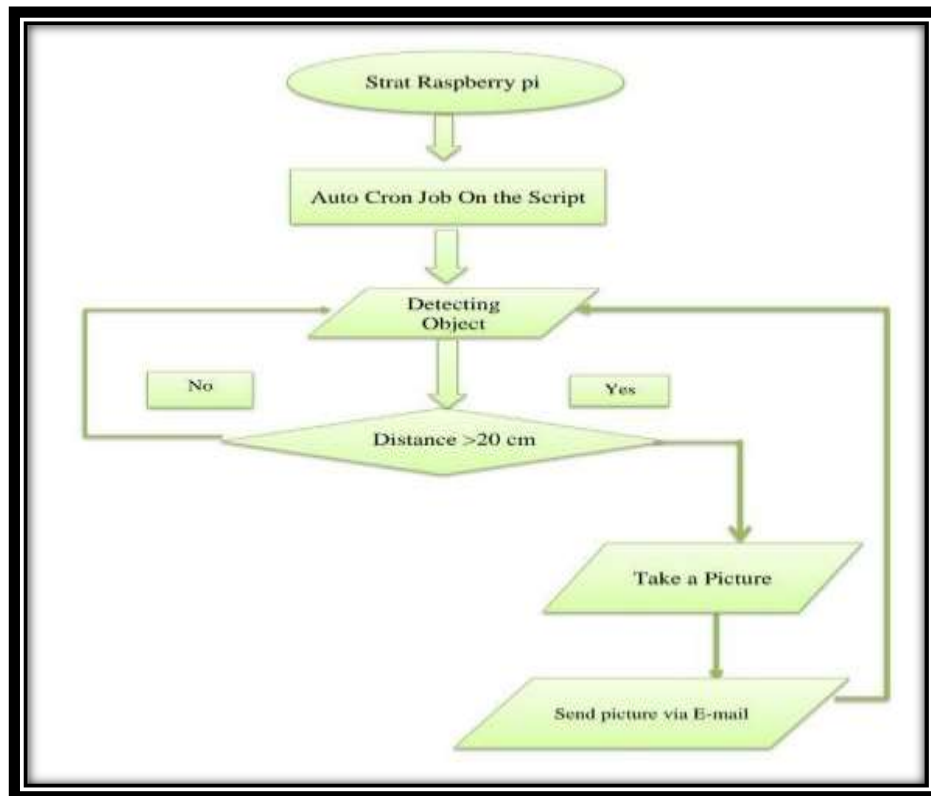 Strat Raspberry pi
Auto Cron Job On the Script
Detecting
Object
No
Yes
Distance >20 cm
Take a Picture
Send picture via E-mail